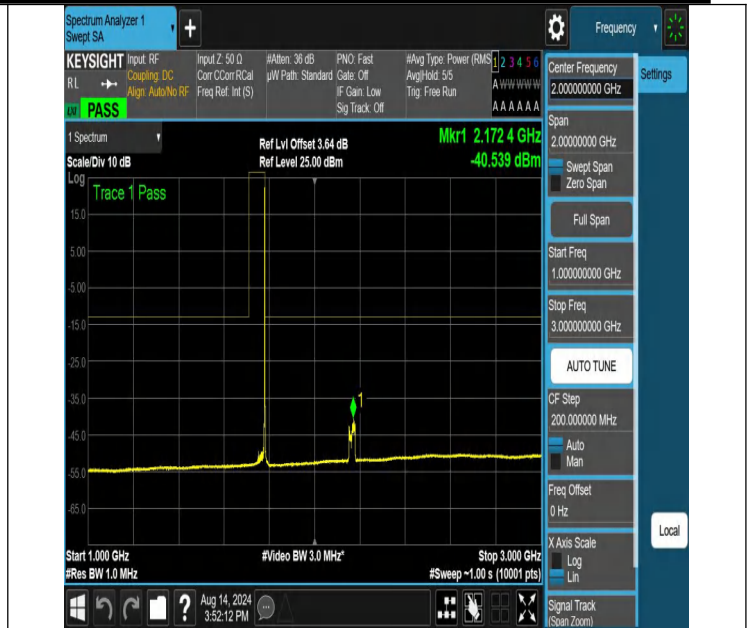 Spectrum Analyzer 1
Swept SA
+
Frequency
KEYSIGHT
Input: RF
Coupling: DC
Align: Auto/No RF
Input Z: 50 Ω
Corr CCorr RCal
Freq Ref: Int (S)
#Atten: 36 dB
µW Path: Standard
PNO: Fast
Gate: Off
IF Gain: Low
Sig Track: Off
#Avg Type: Power (RMS
Avg|Hold: 5/5
Trig: Free Run
1 2 3 4 5 6
A W W W W W
A A A A A A
R L
PASS
1 Spectrum
Scale/Div 10 dB
Ref Lvl Offset 3.64 dB
Ref Level 25.00 dBm
Mkr1 2.172 4 GHz
-40.539 dBm
Log
Trace 1 Pass
15.0
5.00
-5.00
-15.0
-25.0
-35.0
-45.0
-55.0
-65.0
1
Start 1.000 GHz
#Res BW 1.0 MHz
#Video BW 3.0 MHz*
Stop 3.000 GHz
#Sweep ~1.00 s (10001 pts)
Center Frequency
2.000000000 GHz
Settings
Span
2.00000000 GHz
Swept Span
Zero Span
Full Span
Start Freq
1.000000000 GHz
Stop Freq
3.000000000 GHz
AUTO TUNE
CF Step
200.000000 MHz
Auto
Man
Freq Offset
0 Hz
X Axis Scale
Log
Lin
Local
Signal Track
(Span Zoom)
?
Aug 14, 2024
3:52:12 PM